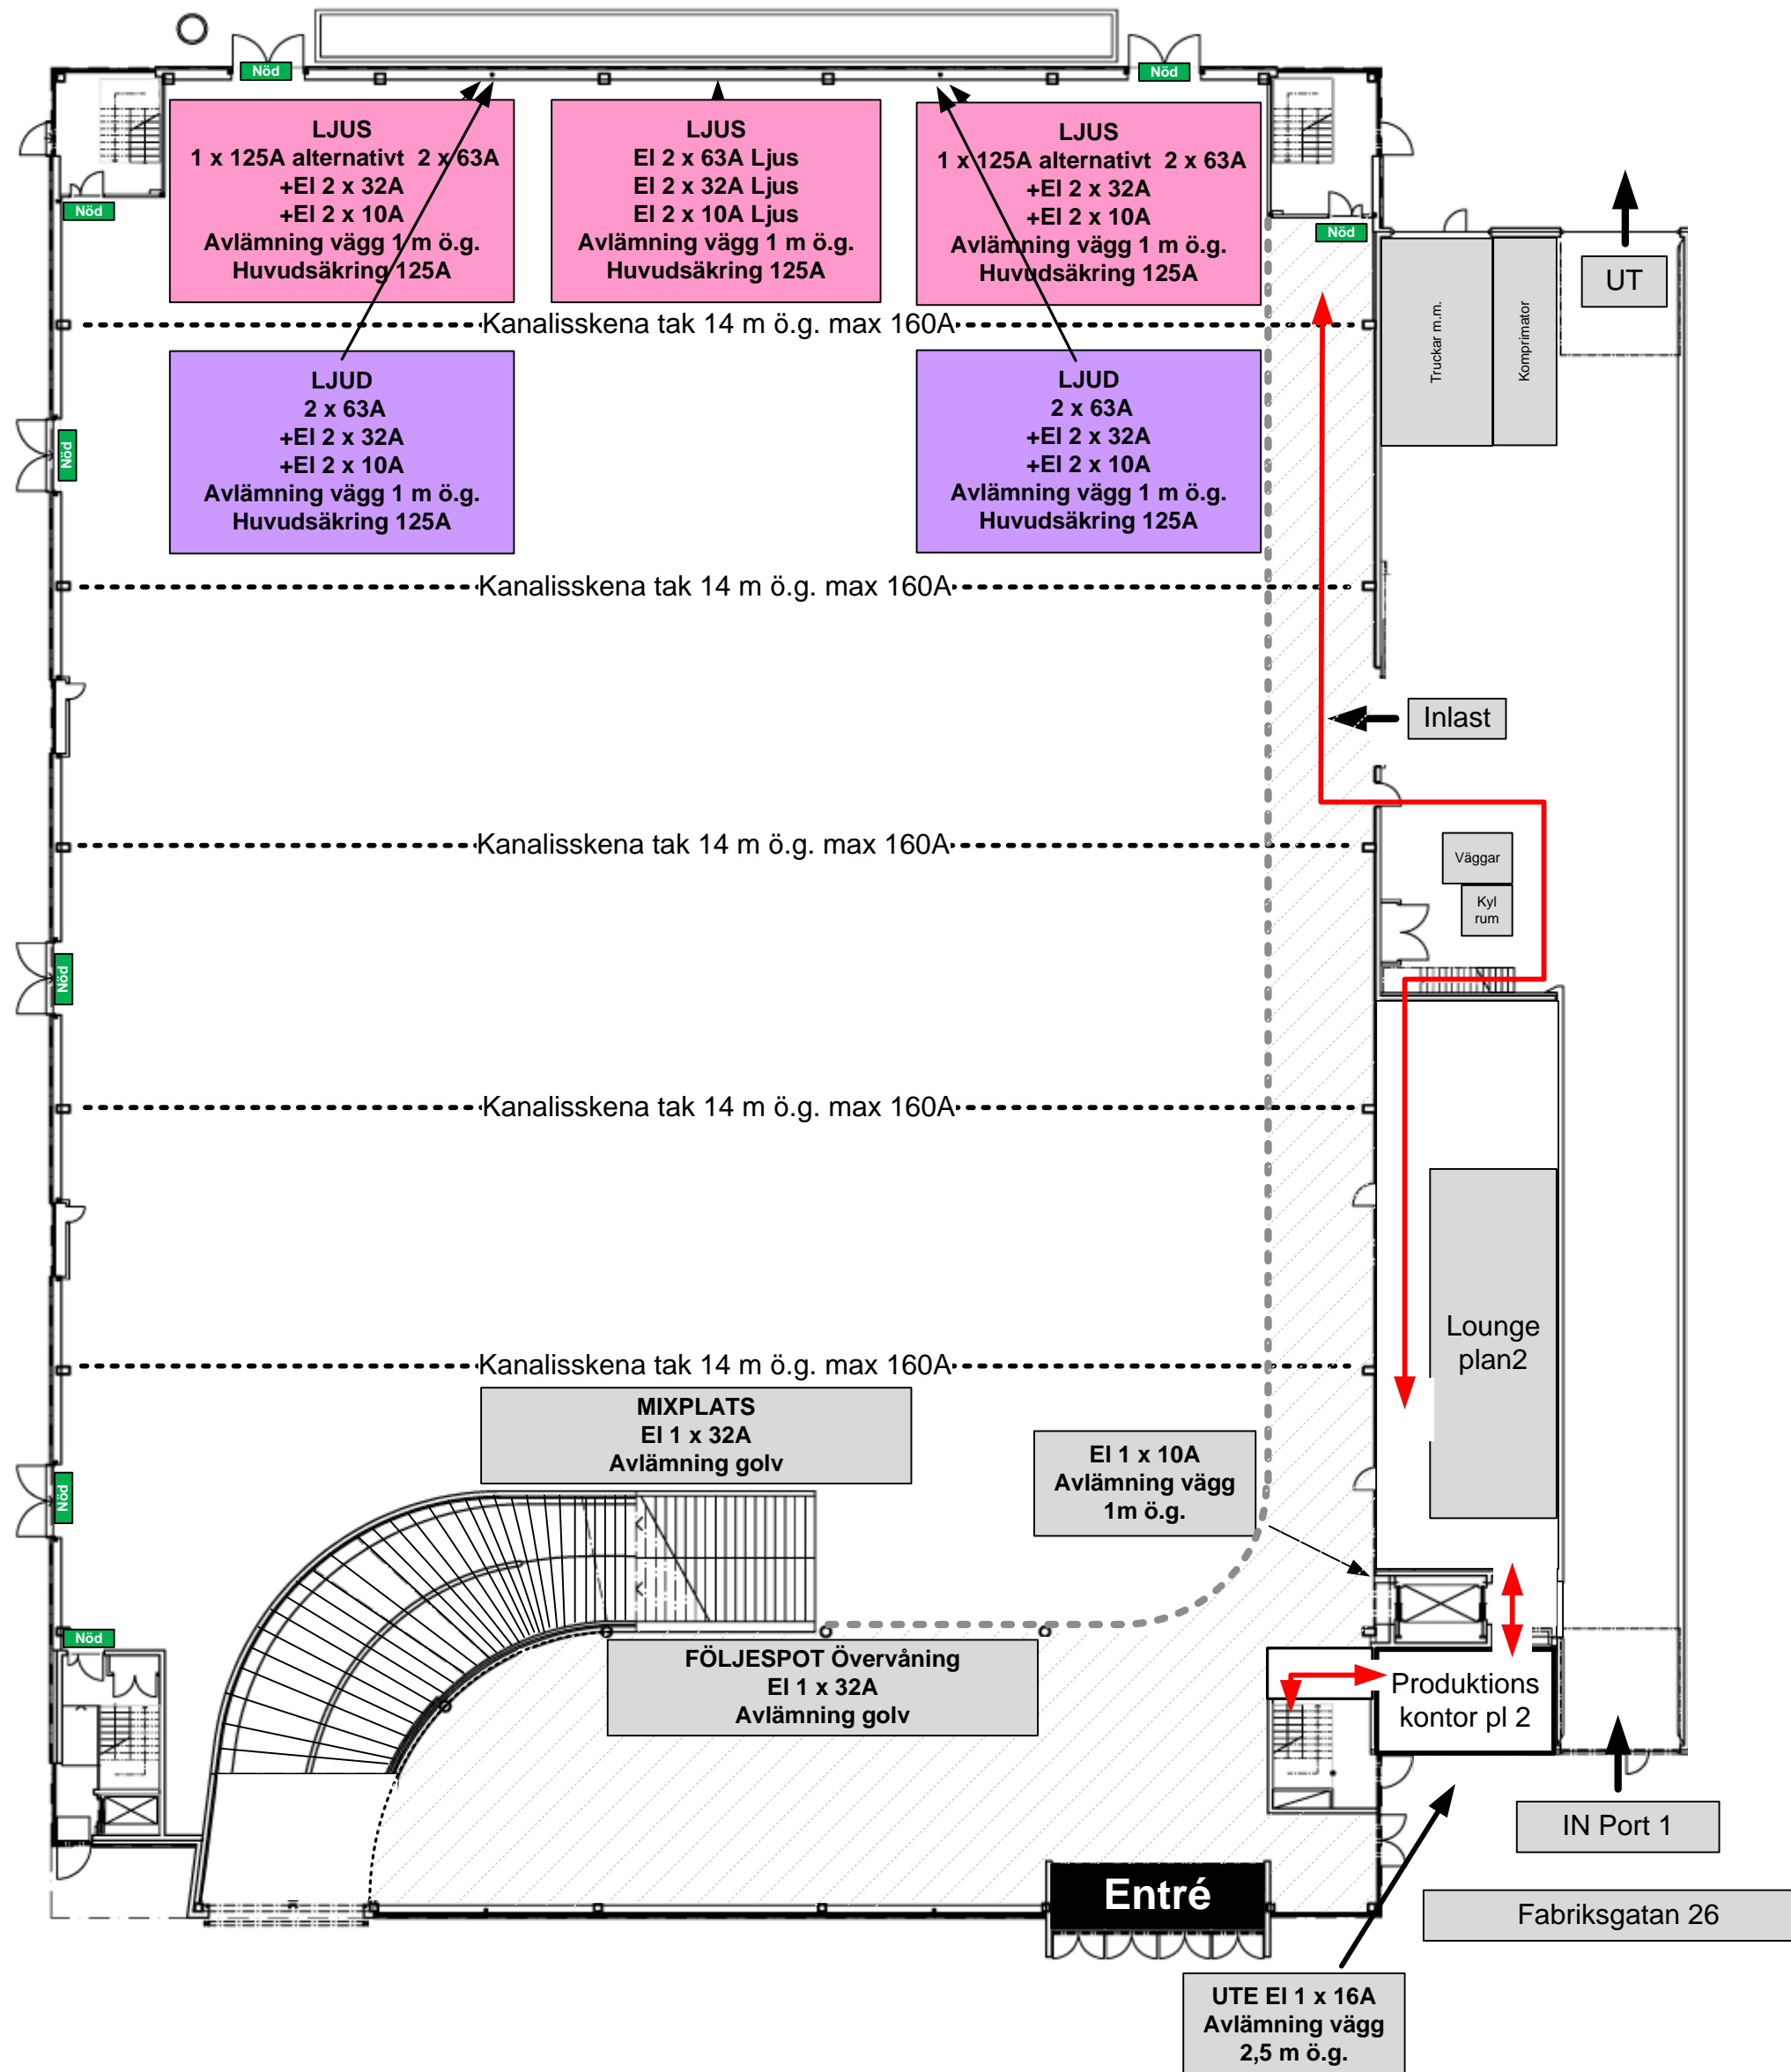 Nöd
Nöd
LJUS
1 x 125A alternativt  2 x 63A
+El 2 x 32A
+El 2 x 10A
Avlämning vägg 1 m ö.g.
Huvudsäkring 125A
LJUS
El 2 x 63A Ljus
El 2 x 32A Ljus
El 2 x 10A Ljus
Avlämning vägg 1 m ö.g.
Huvudsäkring 125A
LJUS
1 x 125A alternativt  2 x 63A
+El 2 x 32A
+El 2 x 10A
Avlämning vägg 1 m ö.g.
Huvudsäkring 125A
Nöd
Nöd
UT
Truckar m.m.
Komprimator
Kanalisskena tak 14 m ö.g. max 160A
LJUD
2 x 63A
+El 2 x 32A
+El 2 x 10A
Avlämning vägg 1 m ö.g.
Huvudsäkring 125A
LJUD
2 x 63A
+El 2 x 32A
+El 2 x 10A
Avlämning vägg 1 m ö.g.
Huvudsäkring 125A
Nöd
Kanalisskena tak 14 m ö.g. max 160A
Inlast
Kanalisskena tak 14 m ö.g. max 160A
Väggar
Kyl
rum
Nöd
Kanalisskena tak 14 m ö.g. max 160A
Lounge
plan2
Kanalisskena tak 14 m ö.g. max 160A
MIXPLATS
El 1 x 32A
Avlämning golv
El 1 x 10A
Avlämning vägg
1m ö.g.
Nöd
Nöd
FÖLJESPOT Övervåning
El 1 x 32A
Avlämning golv
Produktions
kontor pl 2
IN Port 1
Entré
Fabriksgatan 26
UTE El 1 x 16A
Avlämning vägg
2,5 m ö.g.